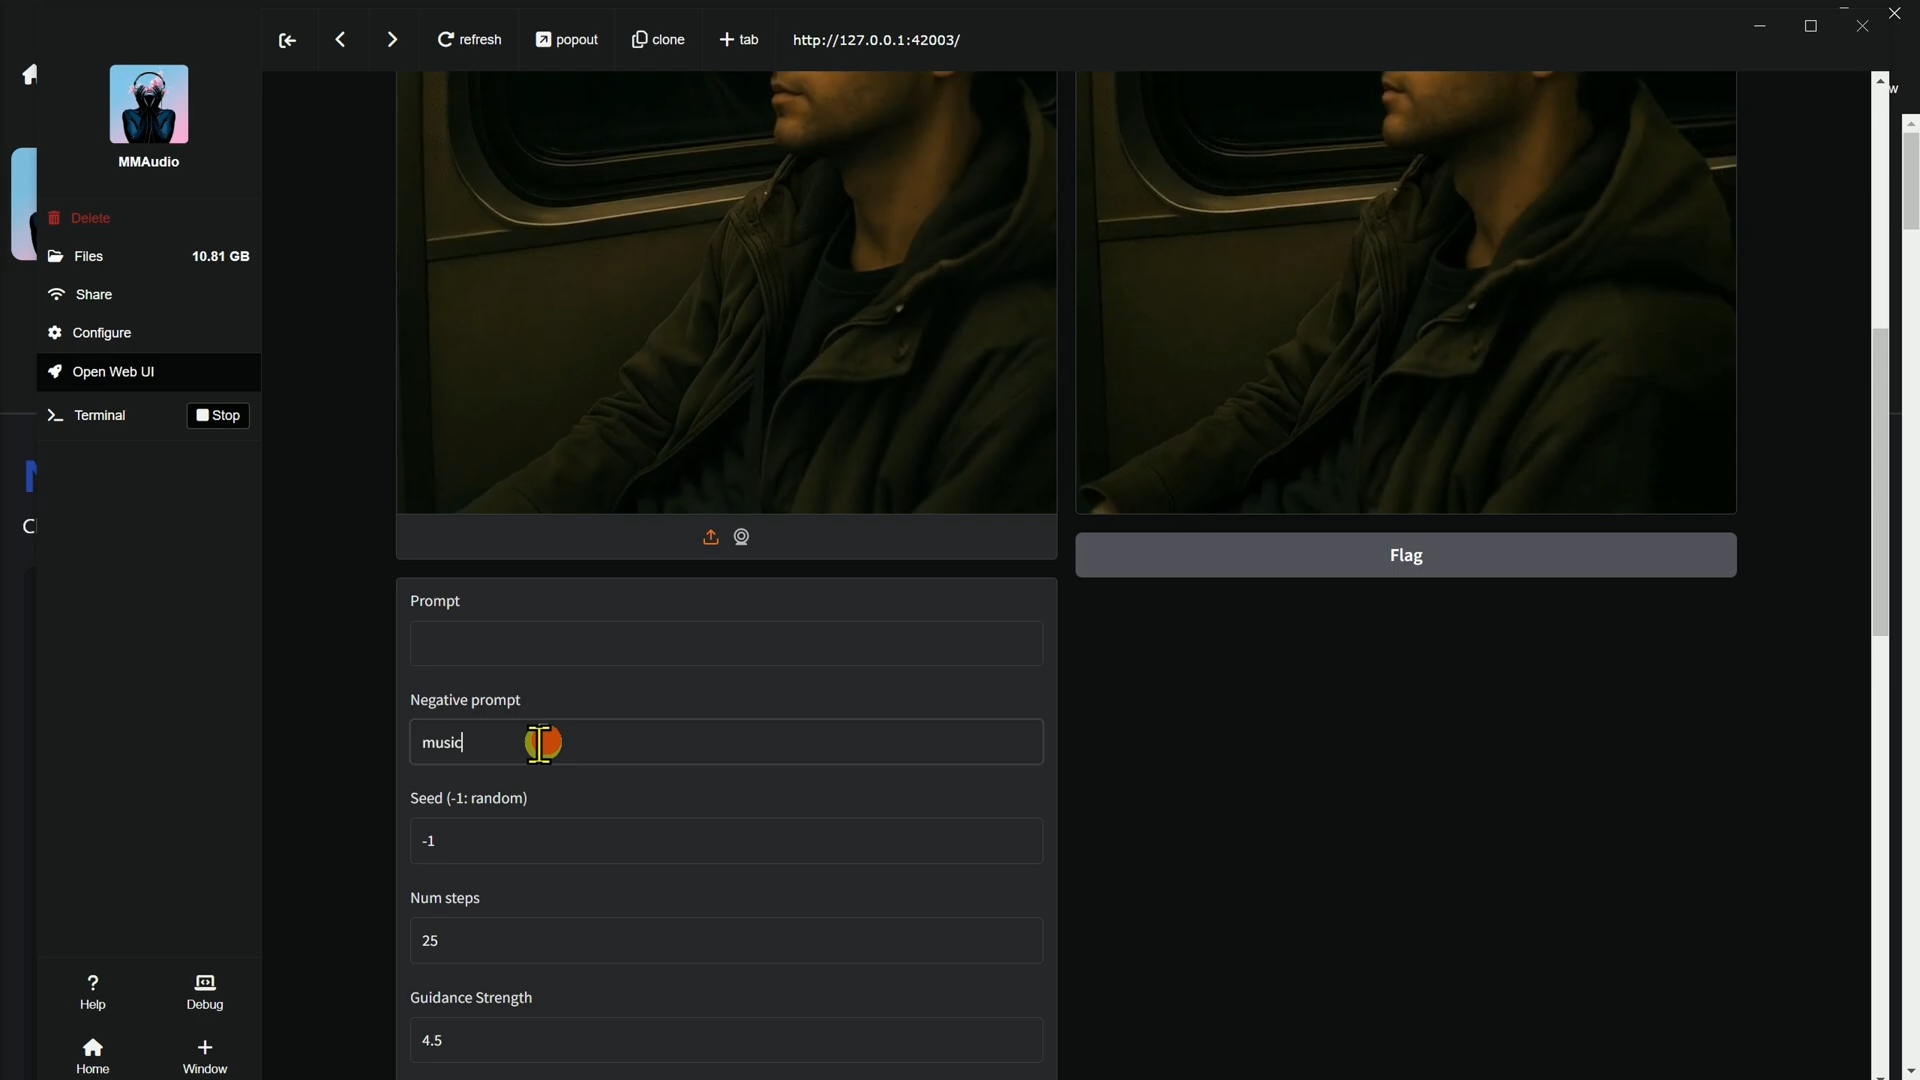 refresh
popout
clone
+ tab
http://127.0.0.1:42003/
MMAudio
Delete
Files 10.81 GB
Share
Configure
Open Web UI
Terminal
Stop
Flag
Prompt
Negative prompt
music
Seed (-1: random)
-1
Num steps
25
Guidance Strength
4.5
? Help
Debug
Home
+ Window